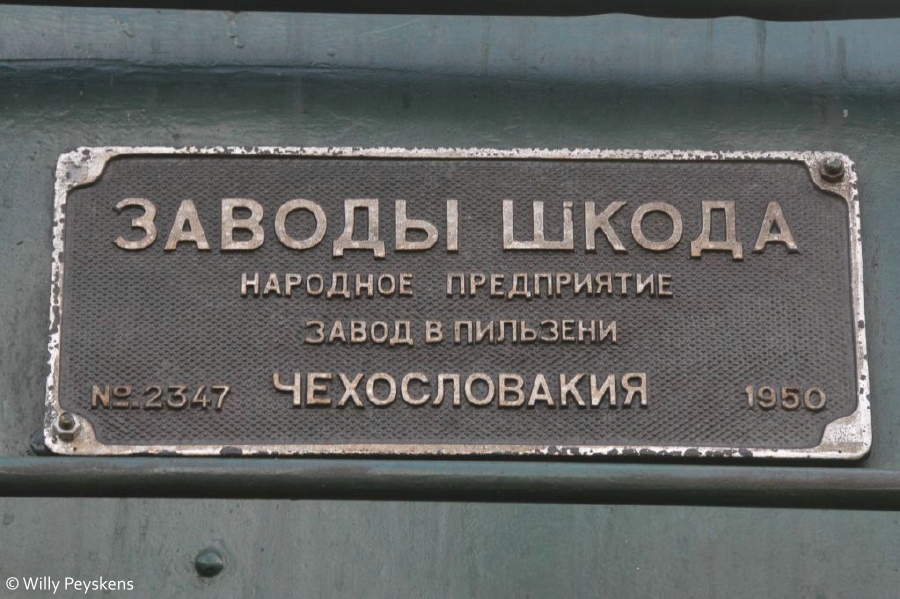 ЗАВОДЫ ШКОДА
НАРОДНОЕ ПРЕДПРИЯТИЕ
ЗАВОД В ПИЛЬЗЕНИ
No. 2347 ЧЕХОСЛОВАКИЯ 1950
© Willy Peyskens